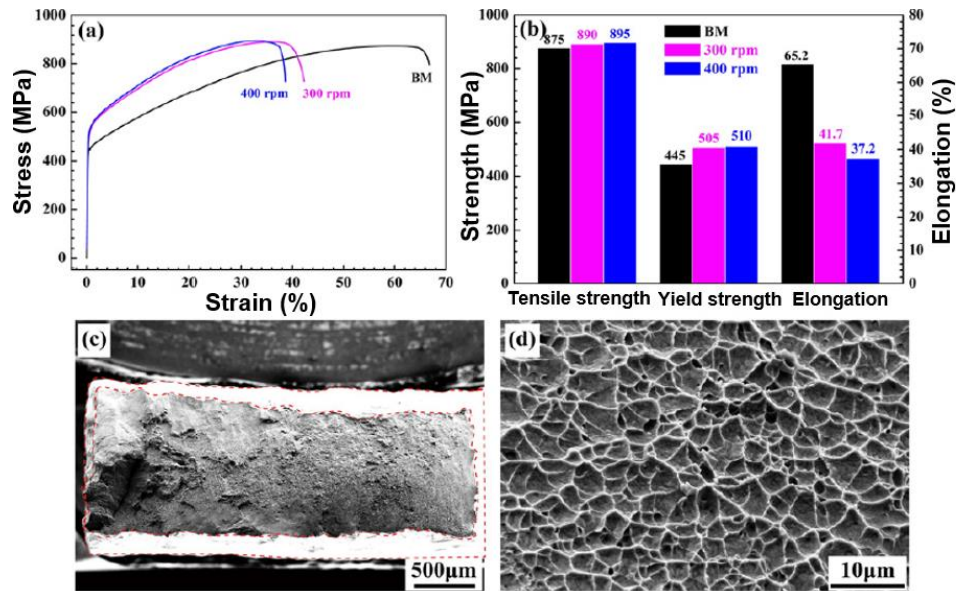 (a)
1000
800
600
400
200
0
Stress (MPa)
400 rpm
300 rpm
BM
0 10 20 30 40 50 60 70
Strain (%)
(b)
1000
800
600
400
200
0
Strength (MPa)
BM
300 rpm
400 rpm
875 890 895
445 505 510
65.2
41.7
37.2
80
70
60
50
40
30
20
10
0
Elongation (%)
Tensile strength Yield strength Elongation
(c)
500μm
(d)
10μm